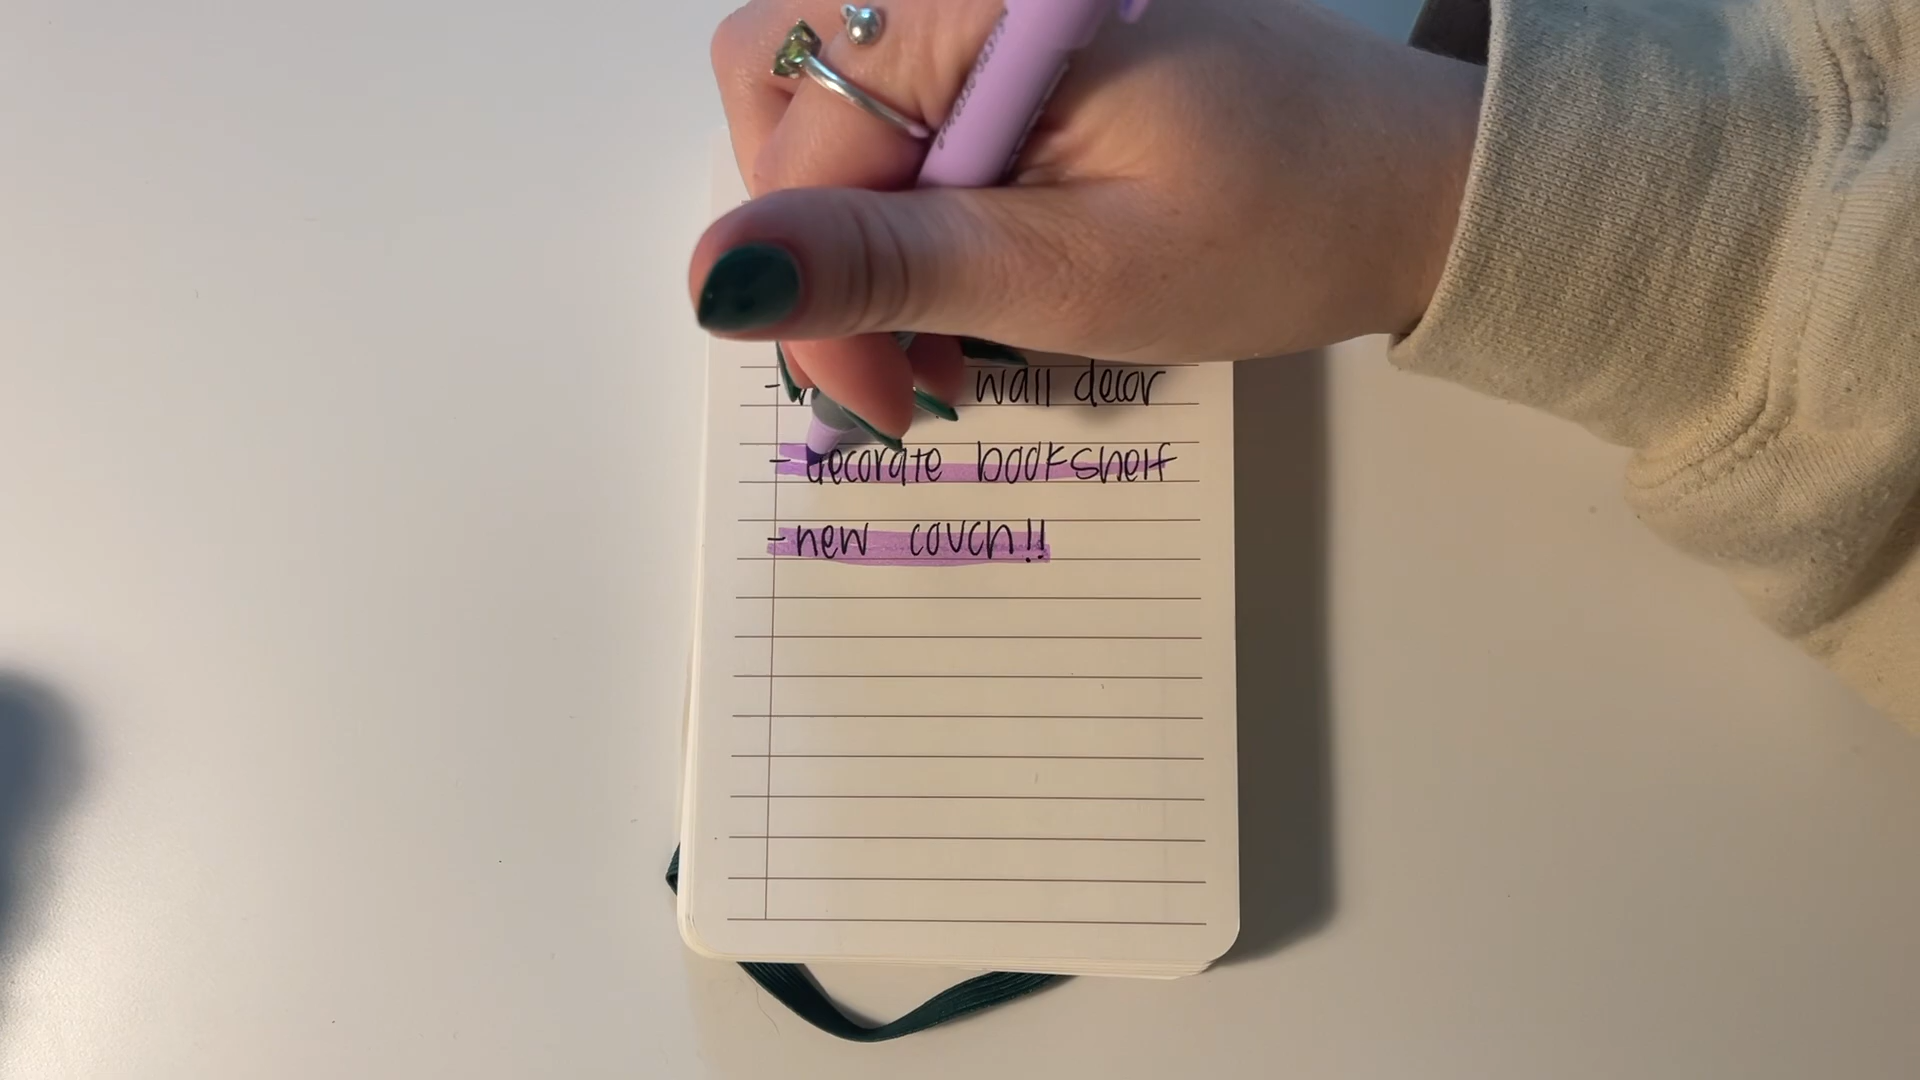 - wall decor
- decorate bookshelf
- new couch!!